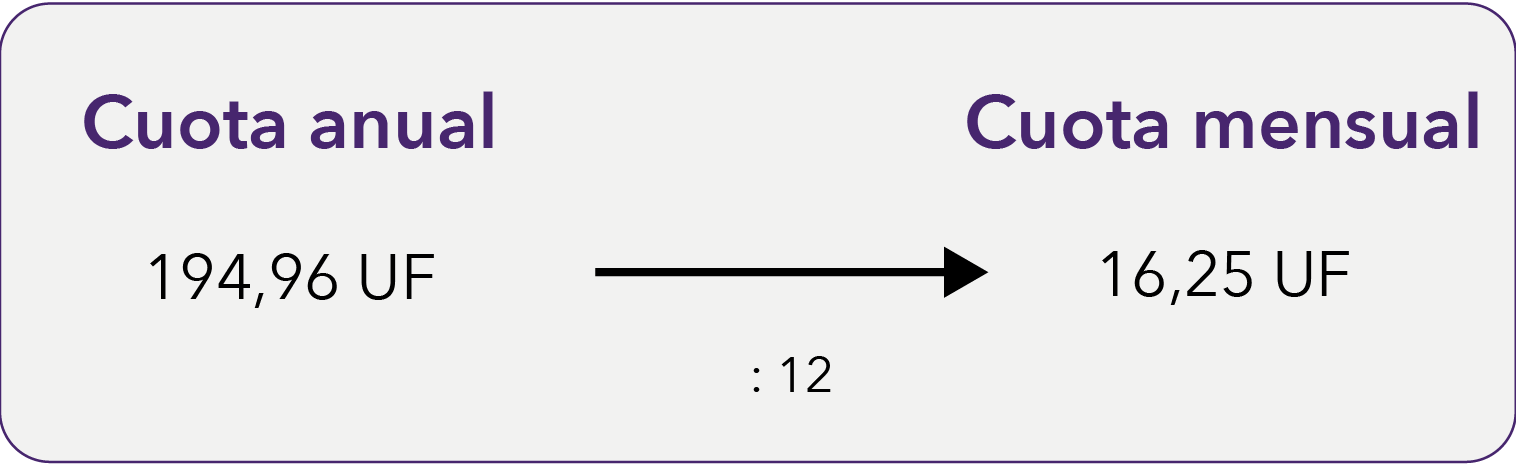 Cuota anual
Cuota mensual
194,96 UF
16,25 UF
: 12